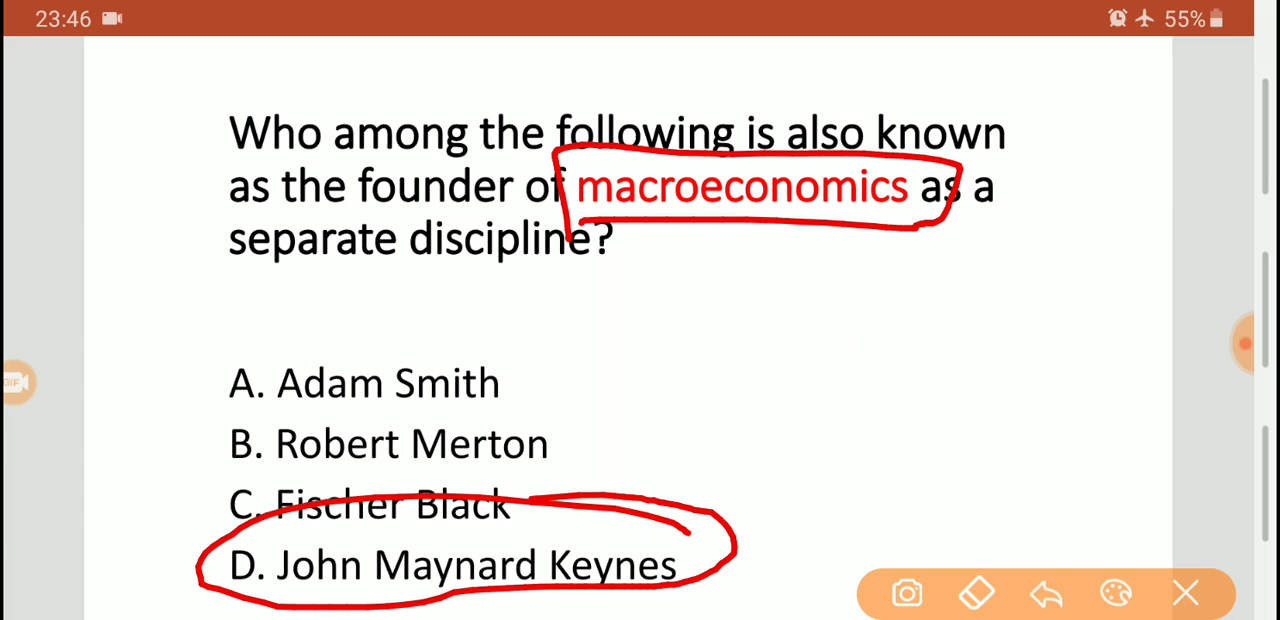 23:46
55%
Who among the following is also known
as the founder of macroeconomics as a
separate discipline?
A. Adam Smith
B. Robert Merton
C. Fischer Black
D. John Maynard Keynes
GIF